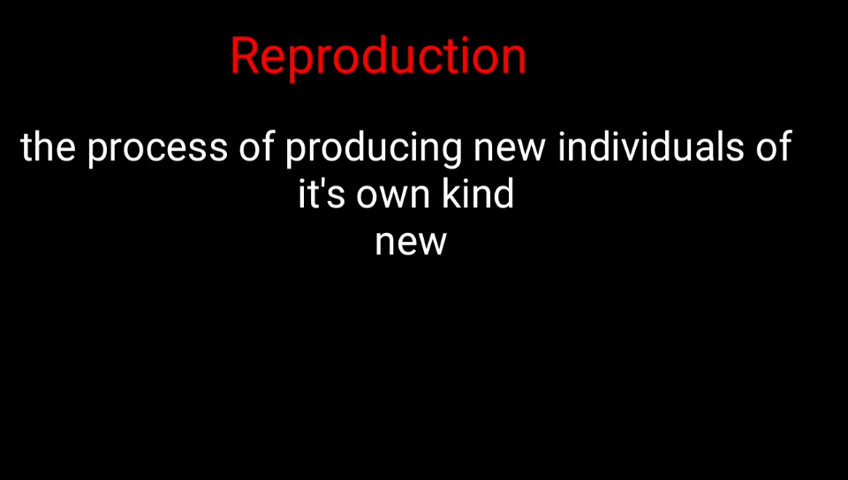 Reproduction
the process of producing new individuals of
it's own kind
new